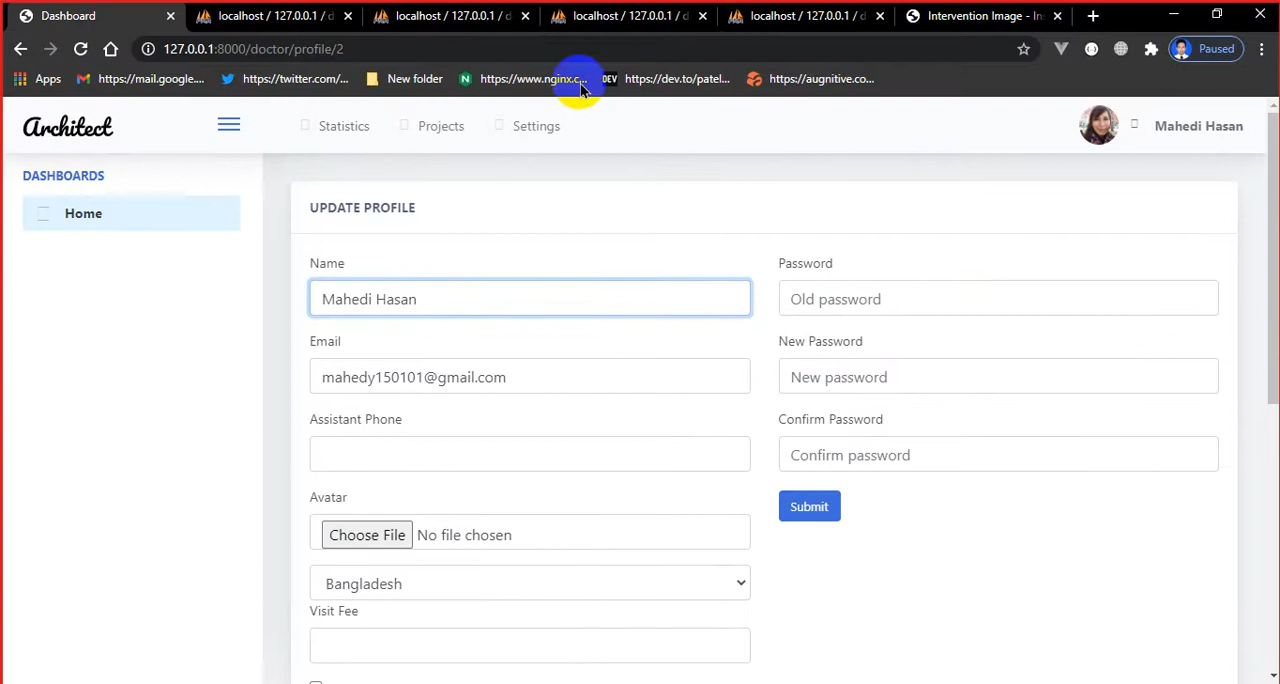 Dashboard
localhost / 127.0.0.1 / d
localhost / 127.0.0.1 / d
localhost / 127.0.0.1 / d
localhost / 127.0.0.1 / d
Intervention Image - In
127.0.0.1:8000/doctor/profile/2
Paused
Apps
https://mail.google....
https://twitter.com/...
New folder
https://www.nginx.c...
DEV
https://dev.to/patel...
https://augnitive.co...
Architect
Statistics
Projects
Settings
Mahedi Hasan
DASHBOARDS
Home
UPDATE PROFILE
Name
Mahedi Hasan
Email
mahedy150101@gmail.com
Assistant Phone
Avatar
Choose File No file chosen
Bangladesh
Visit Fee
Password
Old password
New Password
New password
Confirm Password
Confirm password
Submit